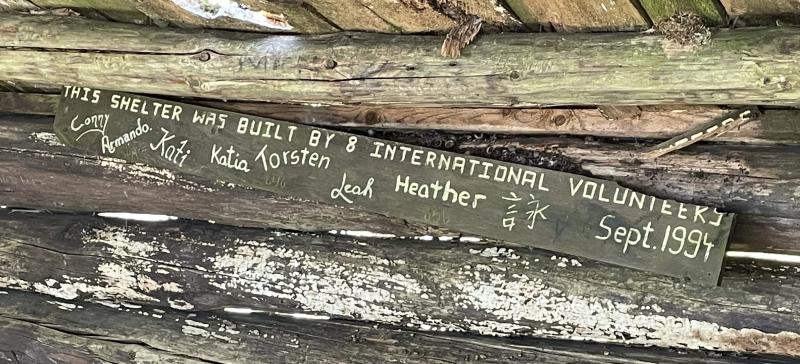 THIS SHELTER WAS BUILT BY 8 INTERNATIONAL VOLUNTEERS
Conny Armando. Kati Katia Torsten Leah Heather 詠
Sept. 1994